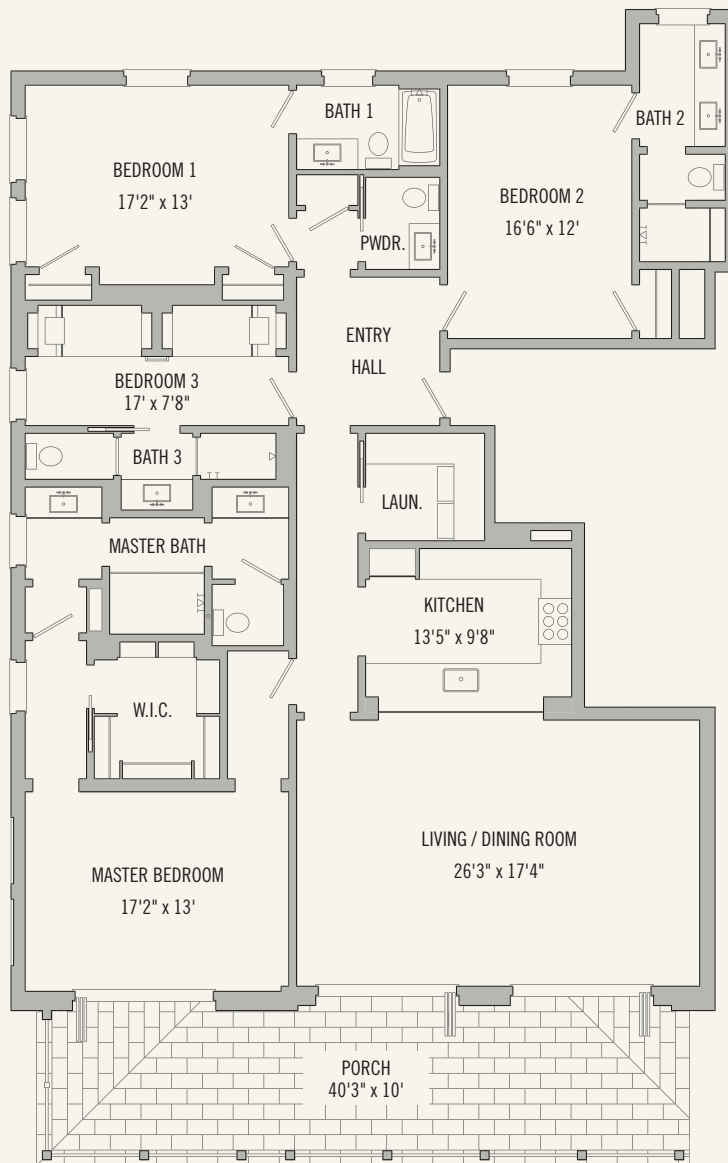 BATH 1
BATH 2
BEDROOM 1
17'2" x 13'
BEDROOM 2
16'6" x 12'
PWDR.
ENTRY
HALL
BEDROOM 3
17' x 7'8"
BATH 3
LAUN.
MASTER BATH
KITCHEN
13'5" x 9'8"
W.I.C.
LIVING / DINING ROOM
26'3" x 17'4"
MASTER BEDROOM
17'2" x 13'
PORCH
40'3" x 10'